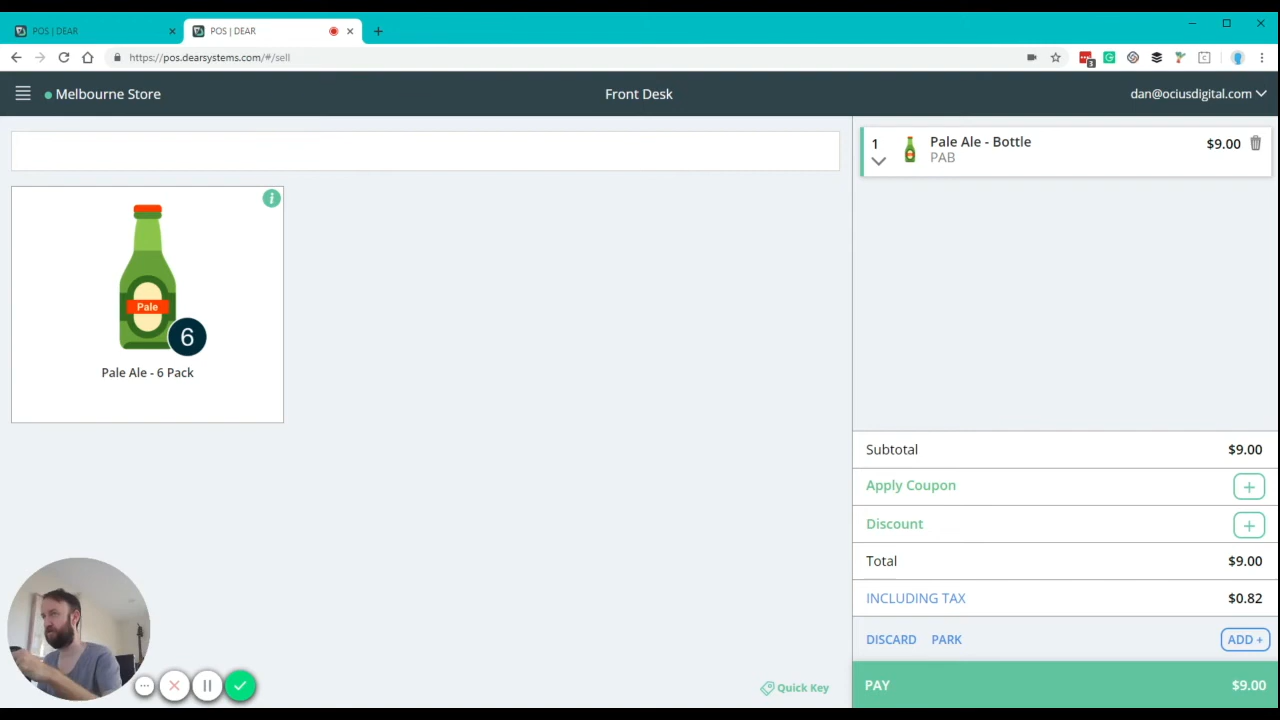 POS | DEAR
POS | DEAR
https://pos.dearsystems.com/#/sell
3
Melbourne Store
Front Desk
dan@ociusdigital.com
i
Pale
6
Pale Ale - 6 Pack
1
Pale Ale - Bottle
$9.00
PAB
Subtotal
$9.00
Apply Coupon
+
Discount
+
Total
$9.00
INCLUDING TAX
$0.82
DISCARD
PARK
ADD +
Quick Key
PAY
$9.00